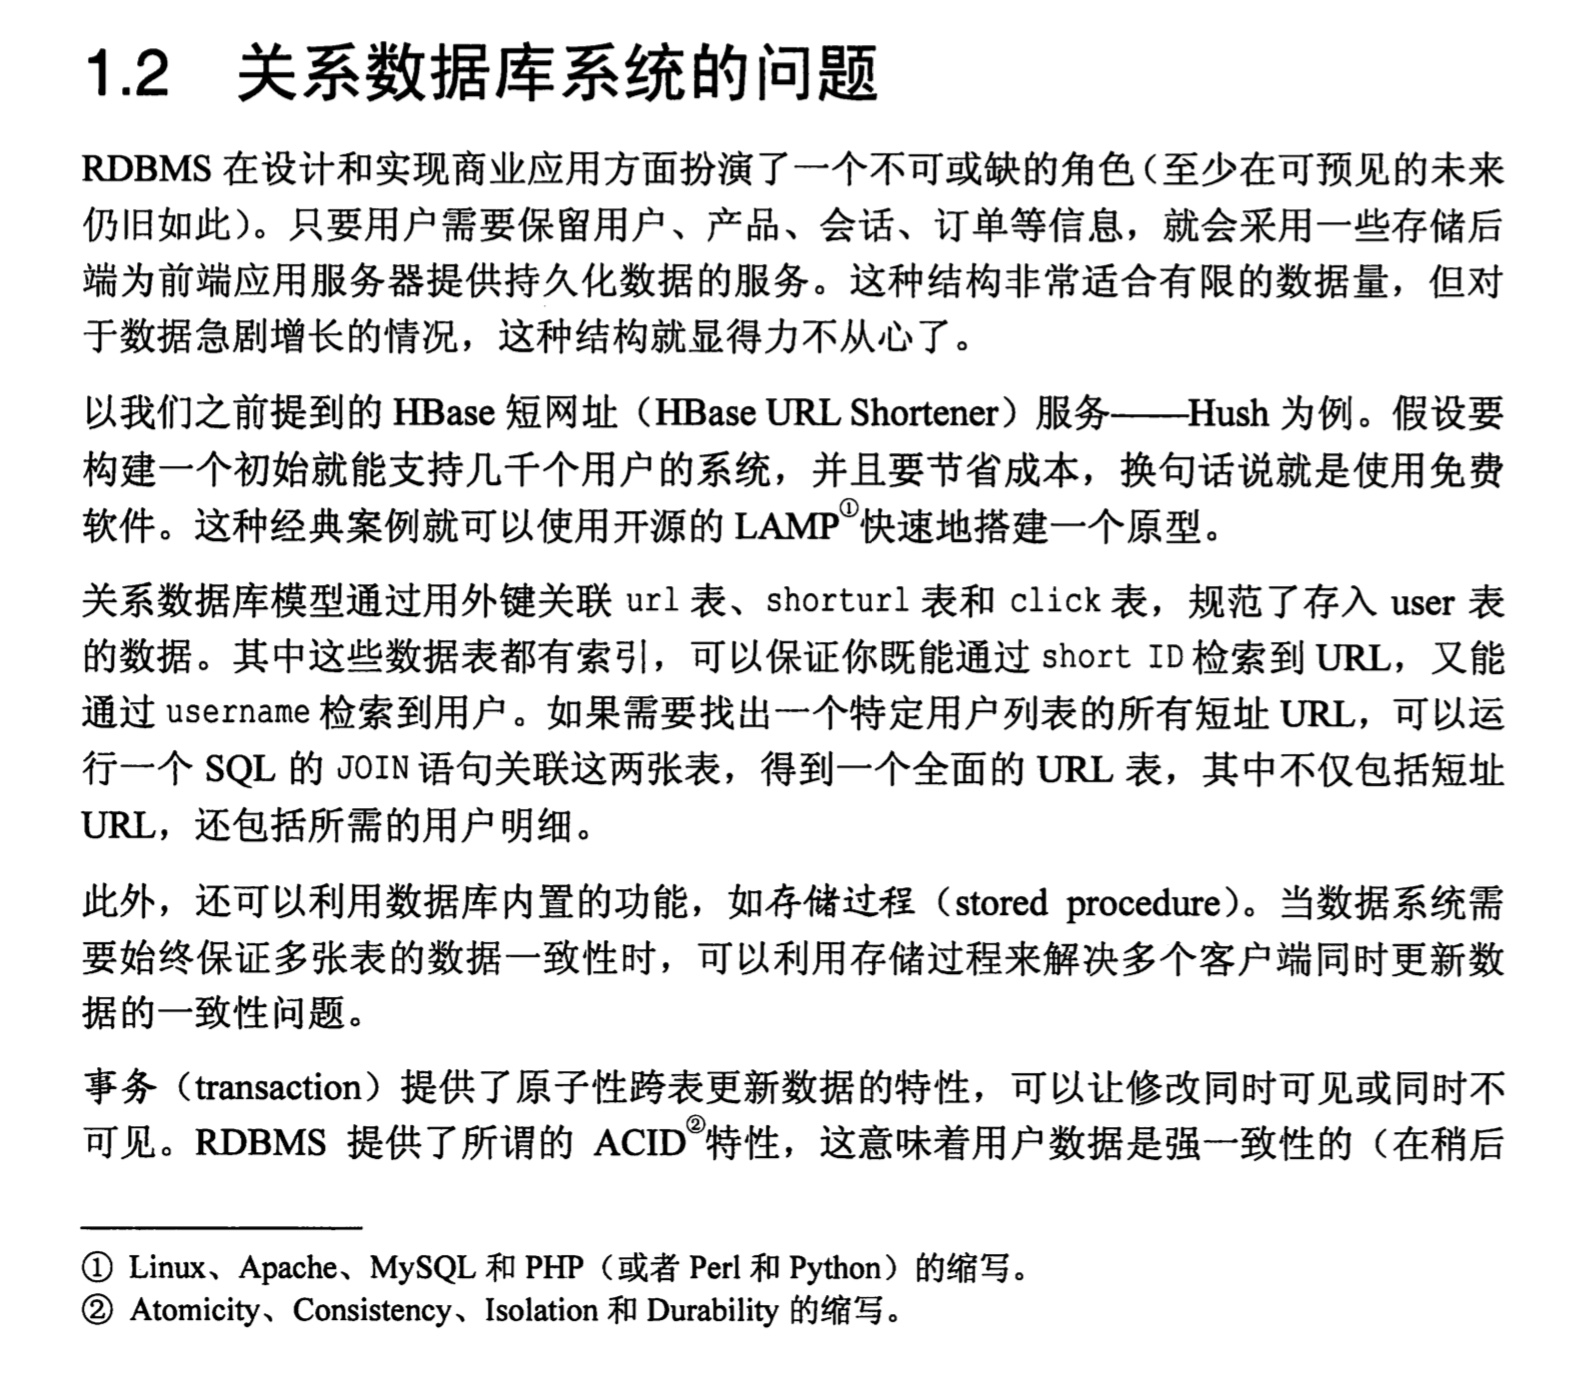 1.2 关系数据库系统的问题
RDBMS 在设计和实现商业应用方面扮演了一个不可或缺的角色（至少在可预见的未来
仍旧如此）。只要用户需要保留用户、产品、会话、订单等信息，就会采用一些存储后
端为前端应用服务器提供持久化数据的服务。这种结构非常适合有限的数据量，但对
于数据急剧增长的情况，这种结构就显得力不从心了。
以我们之前提到的 HBase 短网址（HBase URL Shortener）服务——Hush 为例。假设要
构建一个初始就能支持几千个用户的系统，并且要节省成本，换句话说就是使用免费
软件。这种经典案例就可以使用开源的 LAMP①快速地搭建一个原型。
关系数据库模型通过用外键关联 url 表、shorturl 表和 click 表，规范了存入 user 表
的数据。其中这些数据表都有索引，可以保证你既能通过 short ID 检索到 URL，又能
通过 username 检索到用户。如果需要找出一个特定用户列表的所有短址 URL，可以运
行一个 SQL 的 JOIN 语句关联这两张表，得到一个全面的 URL 表，其中不仅包括短址
URL，还包括所需的用户明细。
此外，还可以利用数据库内置的功能，如存储过程（stored procedure）。当数据系统需
要始终保证多张表的数据一致性时，可以利用存储过程来解决多个客户端同时更新数
据的一致性问题。
事务（transaction）提供了原子性跨表更新数据的特性，可以让修改同时可见或同时不
可见。RDBMS 提供了所谓的 ACID②特性，这意味着用户数据是强一致性的（在稍后
① Linux、Apache、MySQL 和 PHP（或者 Perl 和 Python）的缩写。
② Atomicity、Consistency、Isolation 和 Durability 的缩写。